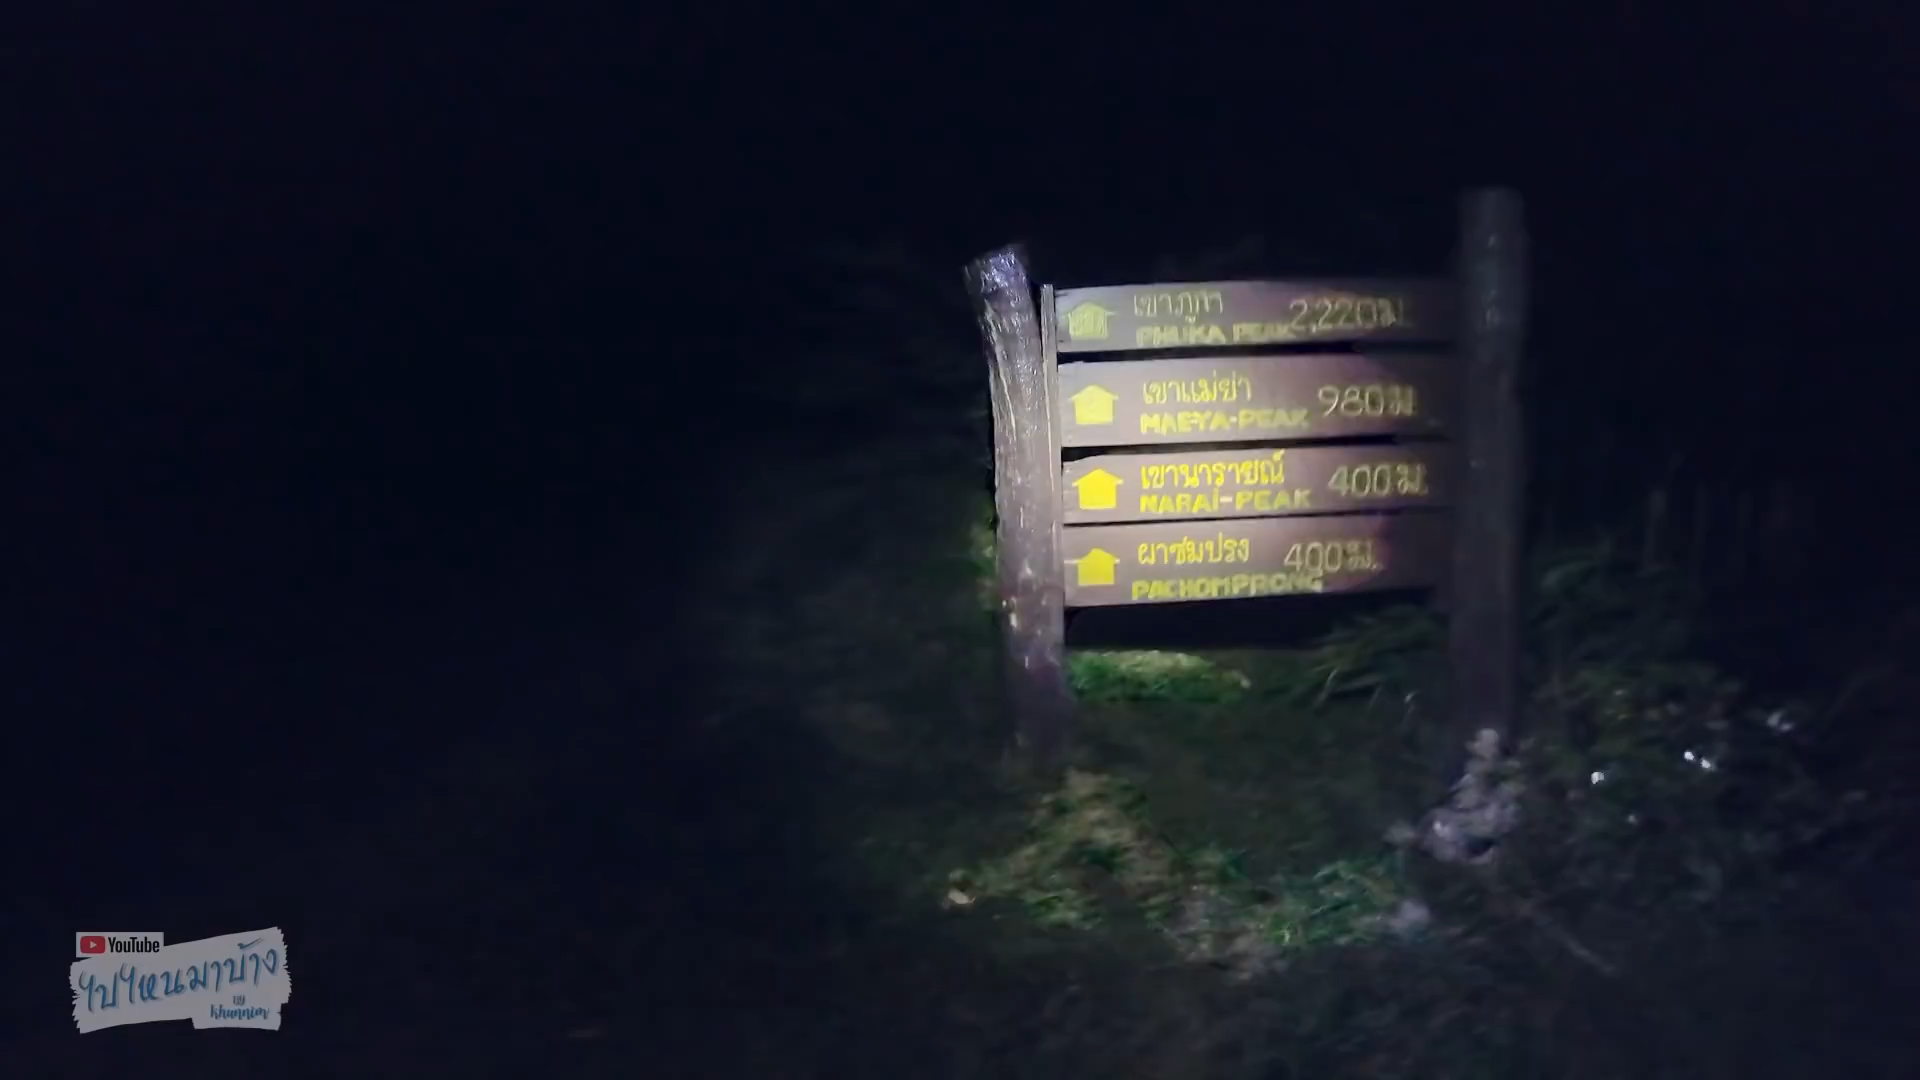 เขาภูคา 2,220ม.
PHUKA PEAK
เขาแม่ย่า 980ม.
MAEYA-PEAK
เขานารายณ์ 400ม.
NARAI-PEAK
ผาชมปรง 400ม.
PACHOMPRONG
YouTube
ไปไหนมาบ้าง
by
khunnim